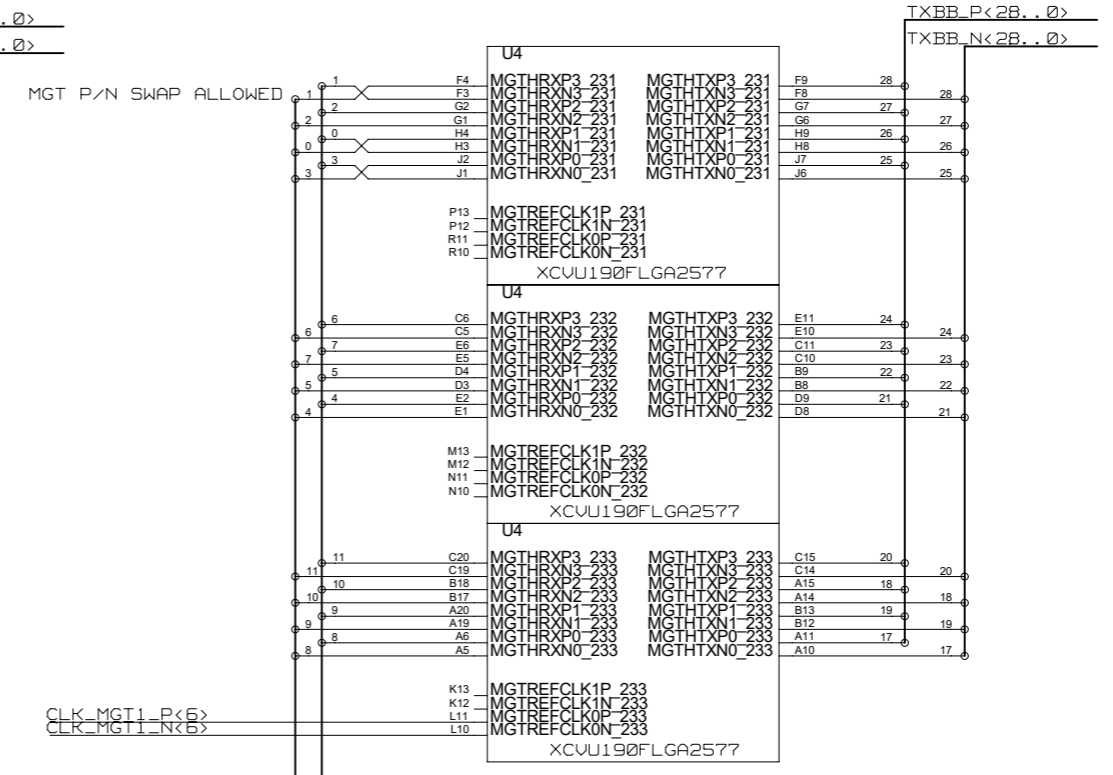 ..0>
..0>
TXBB_P<28..0>
TXBB_N<28..0>
MGT P/N SWAP ALLOWED
U4
1 F4 MGTHRXP3_231 MGTHTXP3_231 F9 28
1 F3 MGTHRXN3_231 MGTHTXN3_231 F8 28
2 G2 MGTHRXP2_231 MGTHTXP2_231 G7 27
2 G1 MGTHRXN2_231 MGTHTXN2_231 G6 27
0 H4 MGTHRXP1_231 MGTHTXP1_231 H9 26
0 H3 MGTHRXN1_231 MGTHTXN1_231 H8 26
3 J2 MGTHRXP0_231 MGTHTXP0_231 J7 25
3 J1 MGTHRXN0_231 MGTHTXN0_231 J6 25
P13 MGTREFCLK1P_231
P12 MGTREFCLK1N_231
R11 MGTREFCLK0P_231
R10 MGTREFCLK0N_231
XCVU190FLGA2577
U4
6 C6 MGTHRXP3_232 MGTHTXP3_232 E11 24
6 C5 MGTHRXN3_232 MGTHTXN3_232 E10 24
7 E6 MGTHRXP2_232 MGTHTXP2_232 C11 23
7 E5 MGTHRXN2_232 MGTHTXN2_232 C10 23
5 D4 MGTHRXP1_232 MGTHTXP1_232 B9 22
5 D3 MGTHRXN1_232 MGTHTXN1_232 B8 22
4 E2 MGTHRXP0_232 MGTHTXP0_232 D9 21
4 E1 MGTHRXN0_232 MGTHTXN0_232 D8 21
M13 MGTREFCLK1P_232
M12 MGTREFCLK1N_232
N11 MGTREFCLK0P_232
N10 MGTREFCLK0N_232
XCVU190FLGA2577
U4
11 C20 MGTHRXP3_233 MGTHTXP3_233 C15 20
11 C19 MGTHRXN3_233 MGTHTXN3_233 C14 20
10 B18 MGTHRXP2_233 MGTHTXP2_233 A15 18
10 B17 MGTHRXN2_233 MGTHTXN2_233 A14 18
9 A20 MGTHRXP1_233 MGTHTXP1_233 B13 19
9 A19 MGTHRXN1_233 MGTHTXN1_233 B12 19
8 A6 MGTHRXP0_233 MGTHTXP0_233 A11 17
8 A5 MGTHRXN0_233 MGTHTXN0_233 A10 17
K13 MGTREFCLK1P_233
K12 MGTREFCLK1N_233
CLK_MGT1_P<6> L11 MGTREFCLK0P_233
CLK_MGT1_N<6> L10 MGTREFCLK0N_233
XCVU190FLGA2577